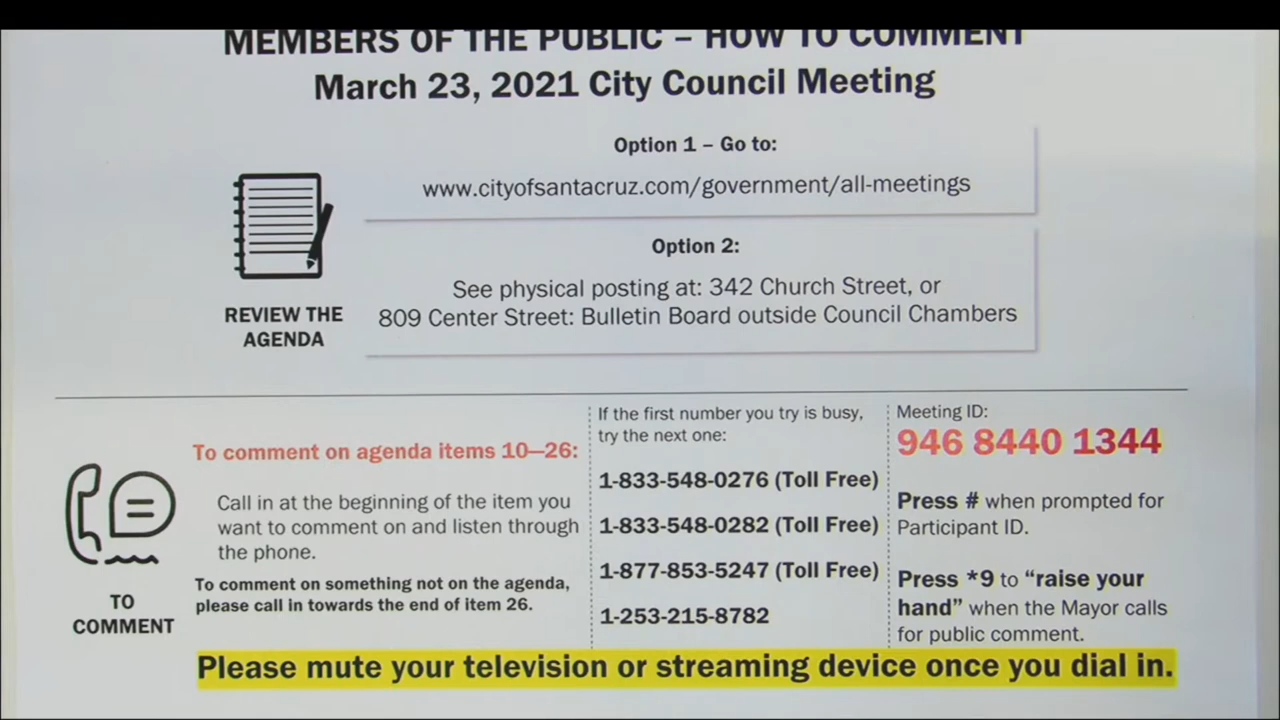 MEMBERS OF THE PUBLIC – HOW TO COMMENT
March 23, 2021 City Council Meeting
Option 1 – Go to:
www.cityofsantacruz.com/government/all-meetings
Option 2:
See physical posting at: 342 Church Street, or
809 Center Street: Bulletin Board outside Council Chambers
REVIEW THE
AGENDA
To comment on agenda items 10—26:
Call in at the beginning of the item you
want to comment on and listen through
the phone.
To comment on something not on the agenda,
please call in towards the end of item 26.
TO
COMMENT
If the first number you try is busy,
try the next one:
1-833-548-0276 (Toll Free)
1-833-548-0282 (Toll Free)
1-877-853-5247 (Toll Free)
1-253-215-8782
Meeting ID:
946 8440 1344
Press # when prompted for
Participant ID.
Press *9 to “raise your
hand” when the Mayor calls
for public comment.
Please mute your television or streaming device once you dial in.